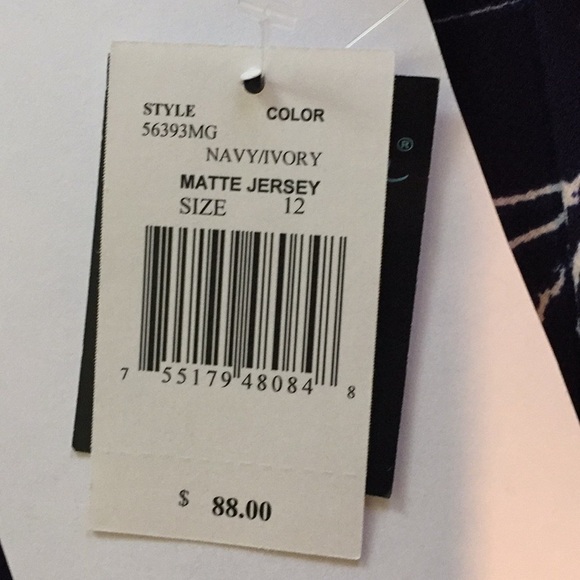 STYLE COLOR
56393MG
NAVY/IVORY
MATTE JERSEY
SIZE 12
7 55179 48084 8
$ 88.00
®